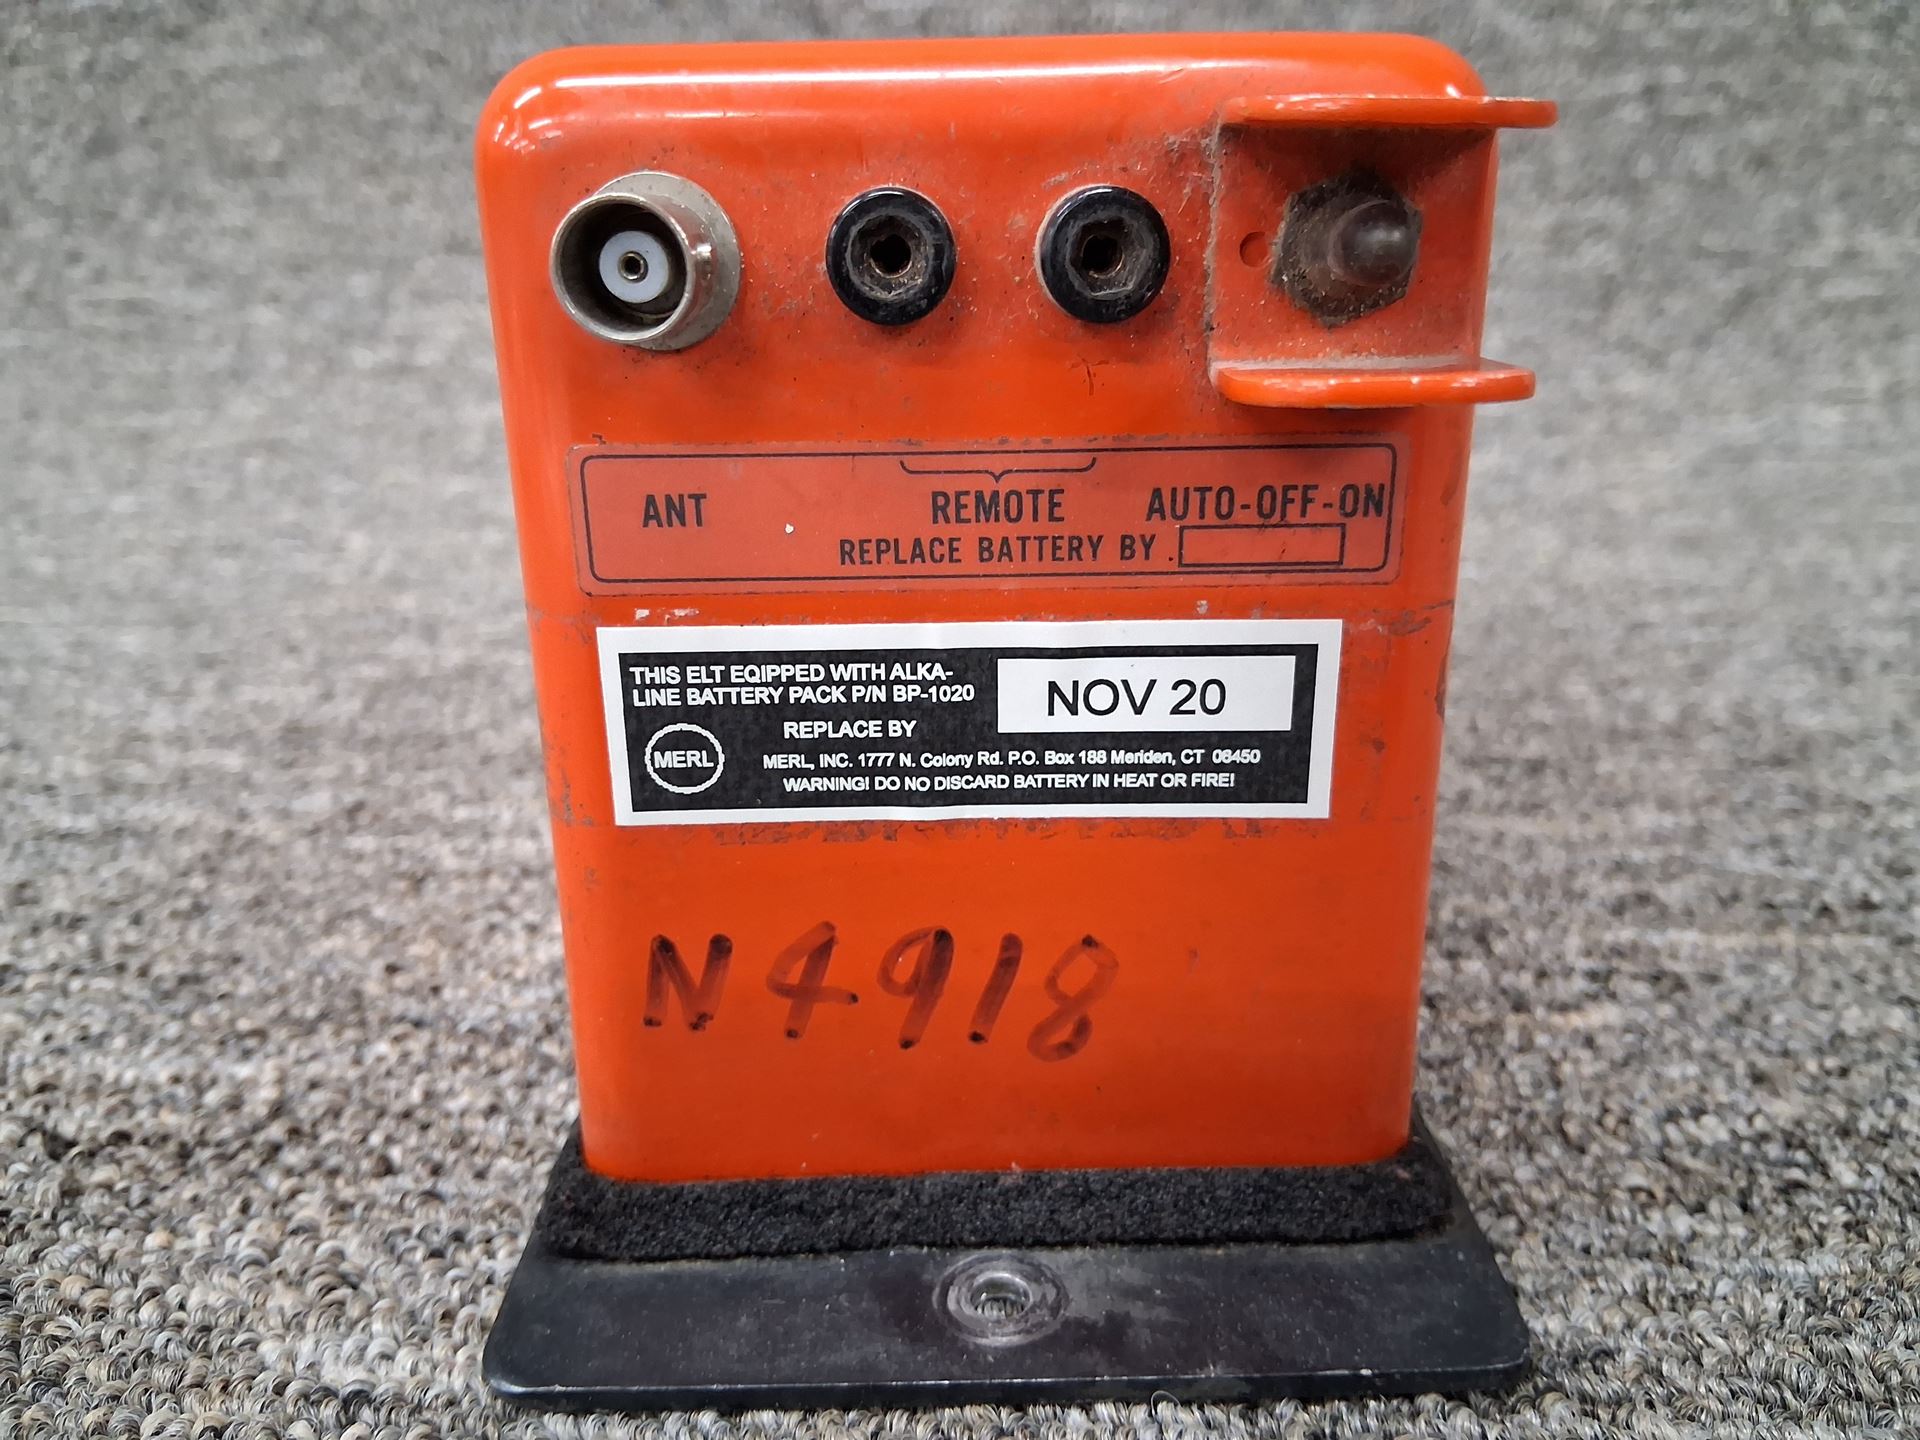 ANT REMOTE AUTO-OFF-ON
REPLACE BATTERY BY
THIS ELT EQIPPED WITH ALKA-
LINE BATTERY PACK P/N BP-1020
NOV 20
REPLACE BY
MERL
MERL, INC. 1777 N. Colony Rd. P.O. Box 188 Meriden, CT 06450
WARNING! DO NO DISCARD BATTERY IN HEAT OR FIRE!
N4918